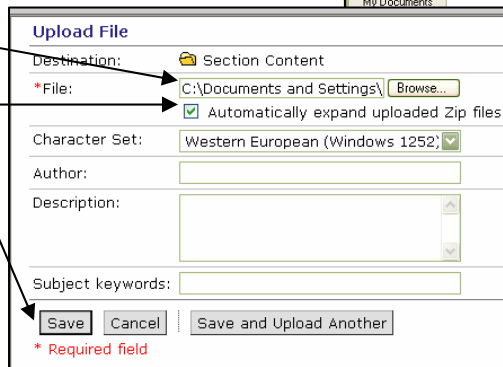 My Documents
Upload File
Destination: Section Content
*File: C:\Documents and Settings\ Browse...
Automatically expand uploaded Zip files
Character Set: Western European (Windows 1252)
Author:
Description:
Subject keywords:
Save Cancel Save and Upload Another
* Required field